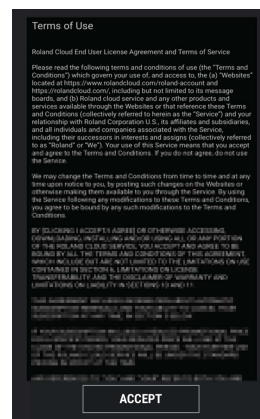 Terms of Use
Roland Cloud End User License Agreement and Terms of Service
Please read the following terms and conditions of use (the "Terms and
Conditions") which govern your use of, and access to, the (a) "Websites"
located at https://www.rolandcloud.com/roland-account and
https://rolandcloud.com/, including but not limited to its message
boards, and (b) Roland cloud service and any other products and
services available through the Websites or that reference these Terms
and Conditions (collectively referred to herein as the "Service") and your
relationship with Roland Corporation U.S., its affiliates and subsidiaries,
and all individuals and companies associated with the Service,
including their successors in interests and assigns (collectively referred
to as "Roland" or "We"). Your use of this Service means that you accept
and agree to the Terms and Conditions. If you do not agree, do not use
the Service.
We may change the Terms and Conditions from time to time and at any
time upon notice to you, by posting such changes on the Websites or
otherwise making them available to you through the Service. By using
the Service following any modifications to these Terms and Conditions,
you agree to be bound by any such modifications to the Terms and
Conditions.
BY [CLICKING I ACCEPT/I AGREE] OR OTHERWISE ACCESSING,
DOWNLOADING, INSTALLING AND/OR USING ALL OR ANY PORTION
OF THE ROLAND CLOUD SERVICE, YOU ACCEPT AND AGREE TO BE
BOUND BY ALL THE TERMS AND CONDITIONS OF THIS AGREEMENT,
WHICH INCLUDE BUT ARE NOT LIMITED TO THE LIMITATIONS ON USE
CONTAINED IN SECTION 4, LIMITATIONS ON LICENSE
TRANSFERABILITY AND THE DISCLAIMER OF WARRANTY AND
LIMITATIONS ON LIABILITY IN SECTIONS 10 AND 11.
ACCEPT